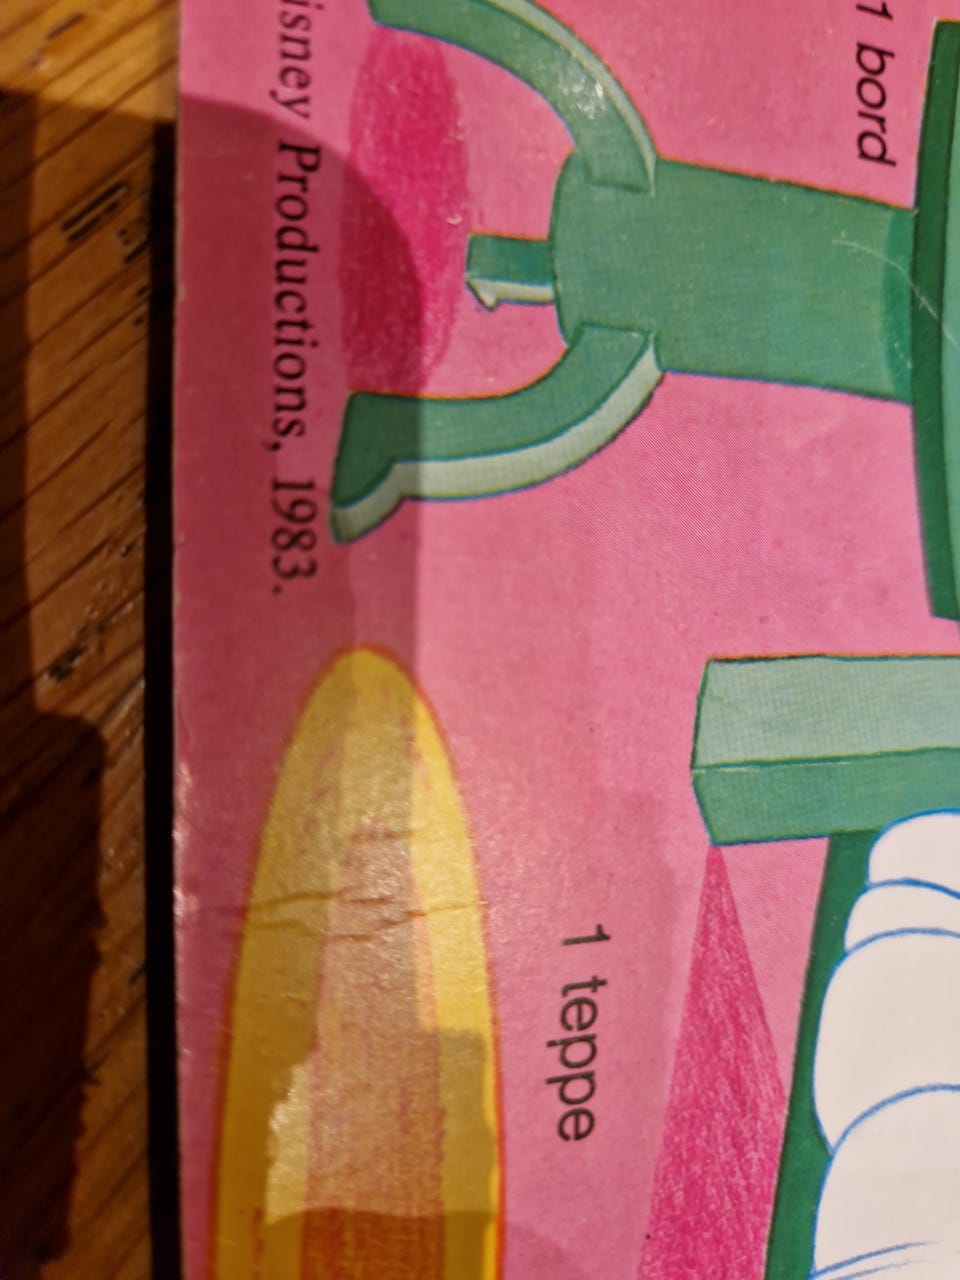 1 bord
1 teppe
isney Productions, 1983.